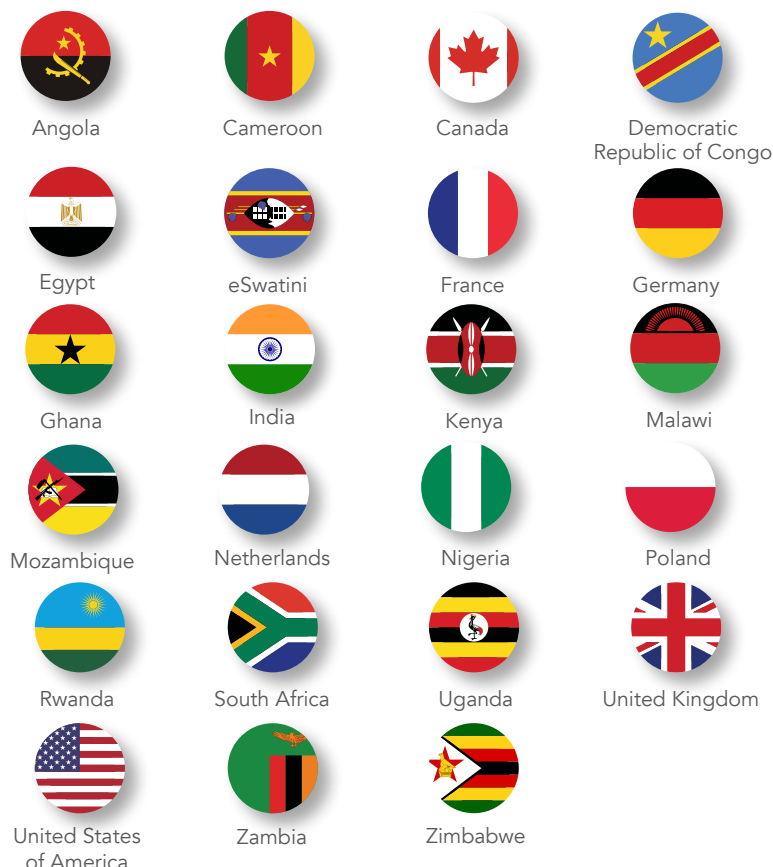 Angola
Cameroon
Canada
Democratic
Republic of Congo
Egypt
eSwatini
France
Germany
Ghana
India
Kenya
Malawi
Mozambique
Netherlands
Nigeria
Poland
Rwanda
South Africa
Uganda
United Kingdom
United States
of America
Zambia
Zimbabwe